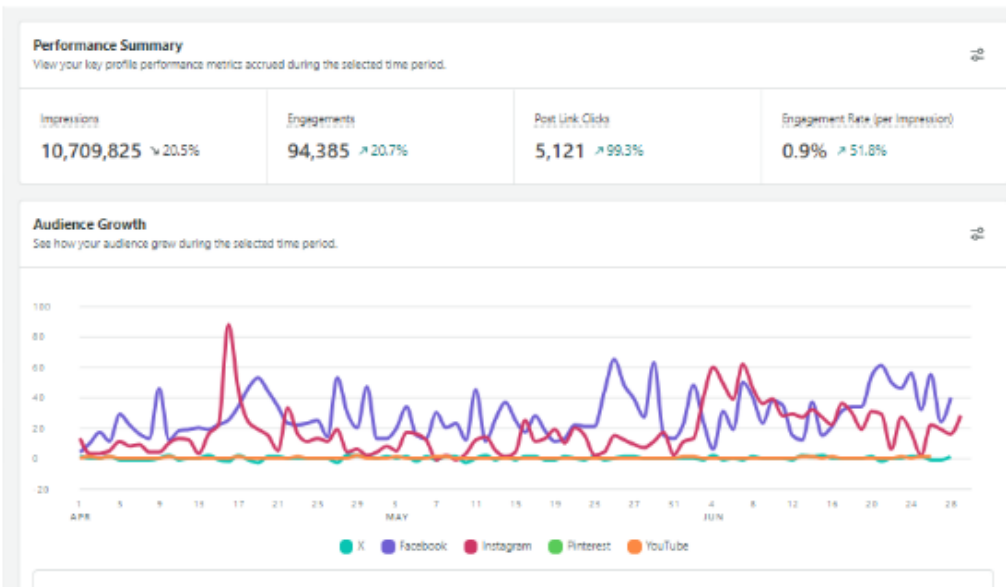 Performance Summary
View your key profile performance metrics accrued during the selected time period.
Impressions
10,709,825 ↘ 20.5%
Engagements
94,385 ↗ 20.7%
Post Link Clicks
5,121 ↗ 99.3%
Engagement Rate (per Impression)
0.9% ↗ 51.8%
Audience Growth
See how your audience grew during the selected time period.
100
80
60
40
20
0
20
1 5 9 13 17 21 25 29 3 7 11 15 19 23 27 31 4 8 12 16 20 24 28
APR MAY JUN
X Facebook Instagram Pinterest YouTube